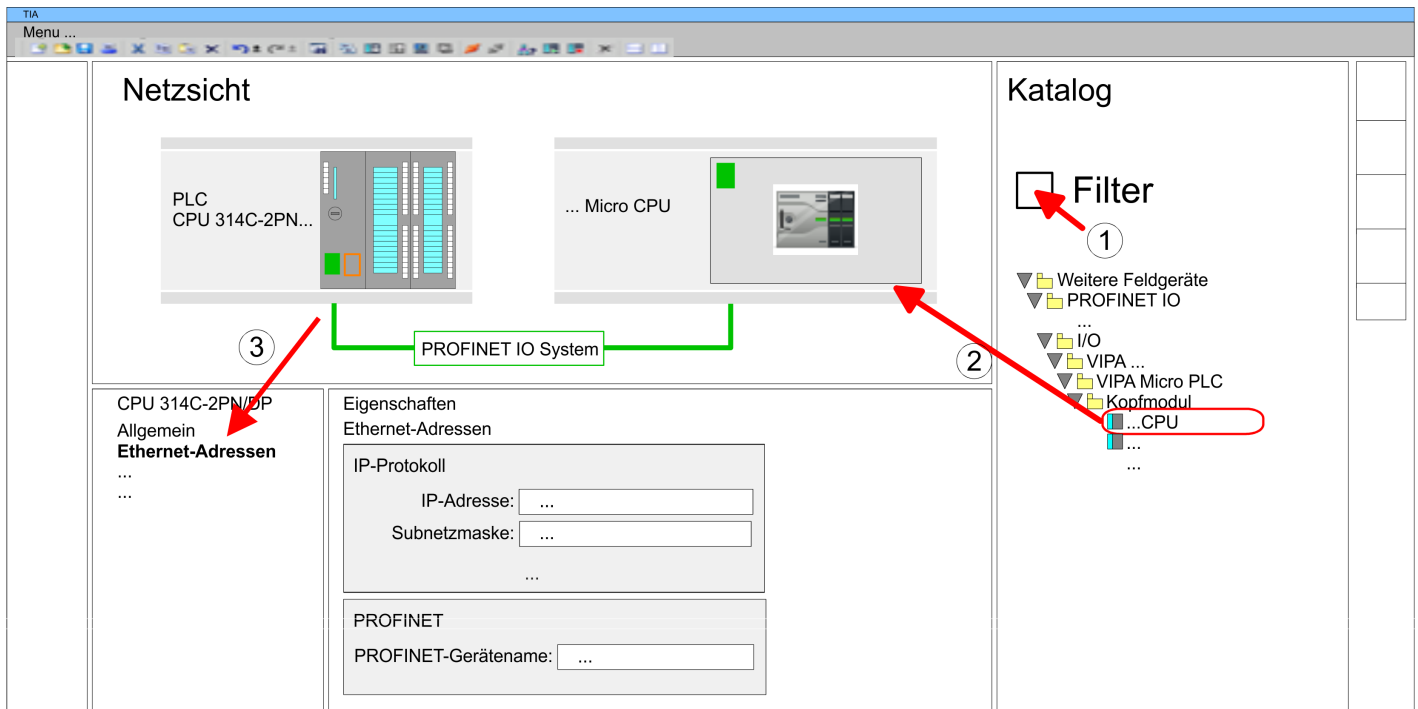 TIA
Menu ...
Netzsicht
PLC
CPU 314C-2PN...
... Micro CPU
PROFINET IO System
3
2
Katalog
Filter
1
Weitere Feldgeräte
PROFINET IO
...
I/O
VIPA ...
VIPA Micro PLC
Kopfmodul
...CPU
...
...
CPU 314C-2PN/DP
Allgemein
Ethernet-Adressen
...
...
Eigenschaften
Ethernet-Adressen
IP-Protokoll
IP-Adresse: ...
Subnetzmaske: ...
...
PROFINET
PROFINET-Gerätename: ...